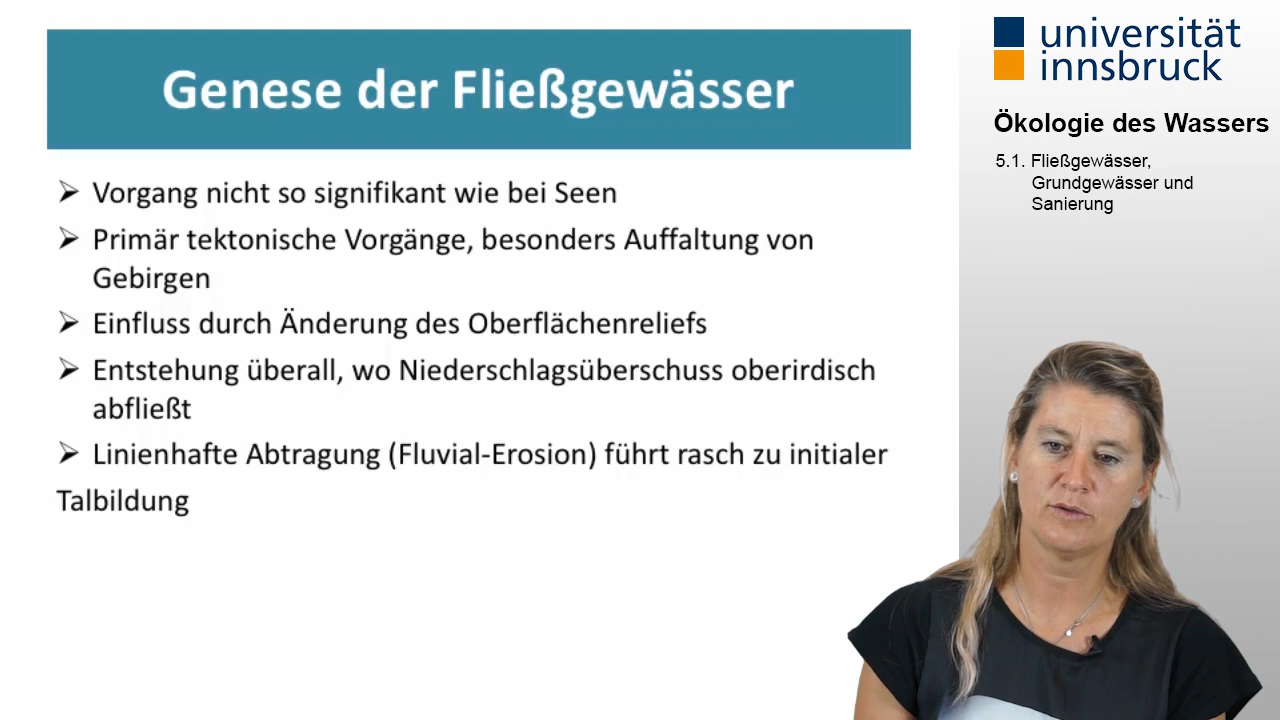 Genese der Fließgewässer
➢ Vorgang nicht so signifikant wie bei Seen
➢ Primär tektonische Vorgänge, besonders Auffaltung von
Gebirgen
➢ Einfluss durch Änderung des Oberflächenreliefs
➢ Entstehung überall, wo Niederschlagsüberschuss oberirdisch
abfließt
➢ Linienhafte Abtragung (Fluvial-Erosion) führt rasch zu initialer
Talbildung
universität
innsbruck
Ökologie des Wassers
5.1. Fließgewässer,
Grundgewässer und
Sanierung